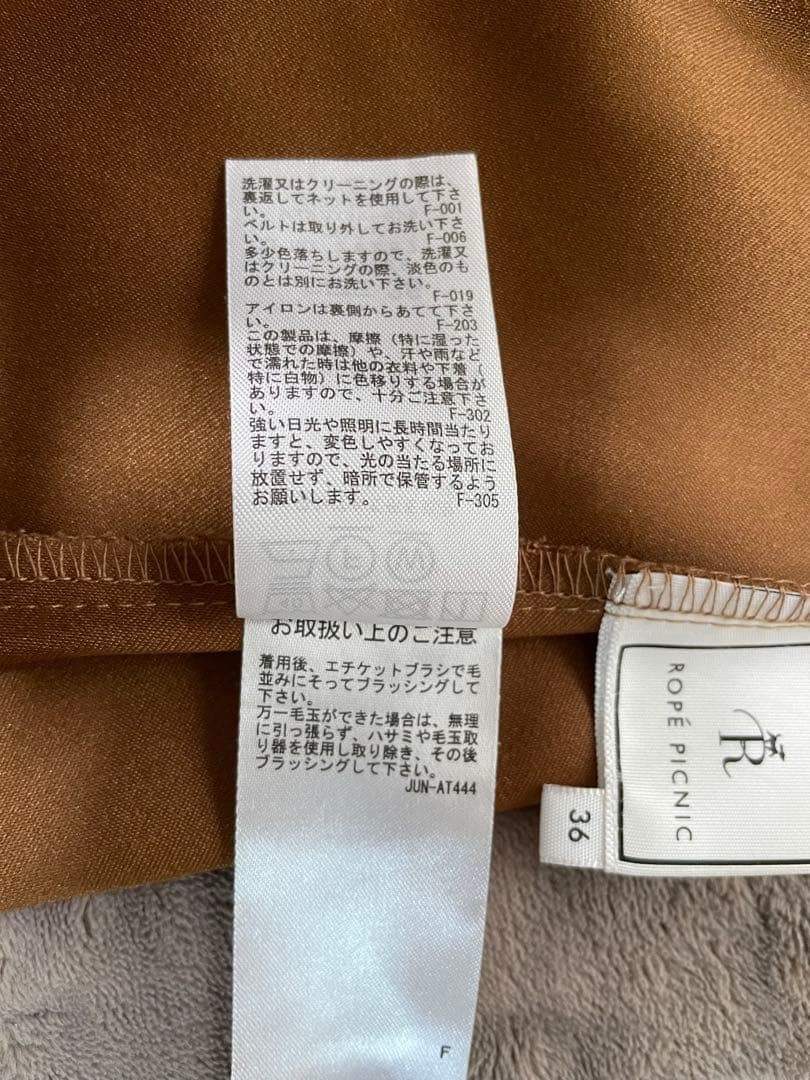 洗濯又はクリーニングの際は、
裏返してネットを使用して下さ
い。 F-001
ベルトは取り外してお洗い下さ
い。 F-006
多少色落ちしますので、洗濯又
はクリーニングの際、淡色のも
のとは別にお洗い下さい。
F-019
アイロンは裏側からあてて下さ
い。 F-203
この製品は、摩擦（特に湿った
状態での摩擦）や、汗や雨など
で濡れた時は他の衣料や下着（
特に白物）に色移りする場合が
ありますので、十分ご注意下さ
い。 F-302
強い日光や照明に長時間当たり
ますと、変色しやすくなってお
りますので、光の当たる場所に
放置せず、暗所で保管するよう
お願いします。 F-305
お取扱い上のご注意
着用後、エチケットブラシで毛
並みにそってブラッシングして
下さい。
万一毛玉ができた場合は、無理
に引っ張らず、ハサミや毛玉取
り器を使用し取り除き、その後
ブラッシングして下さい。
JUN-AT444
F
R
ROPÉ PICNIC
36